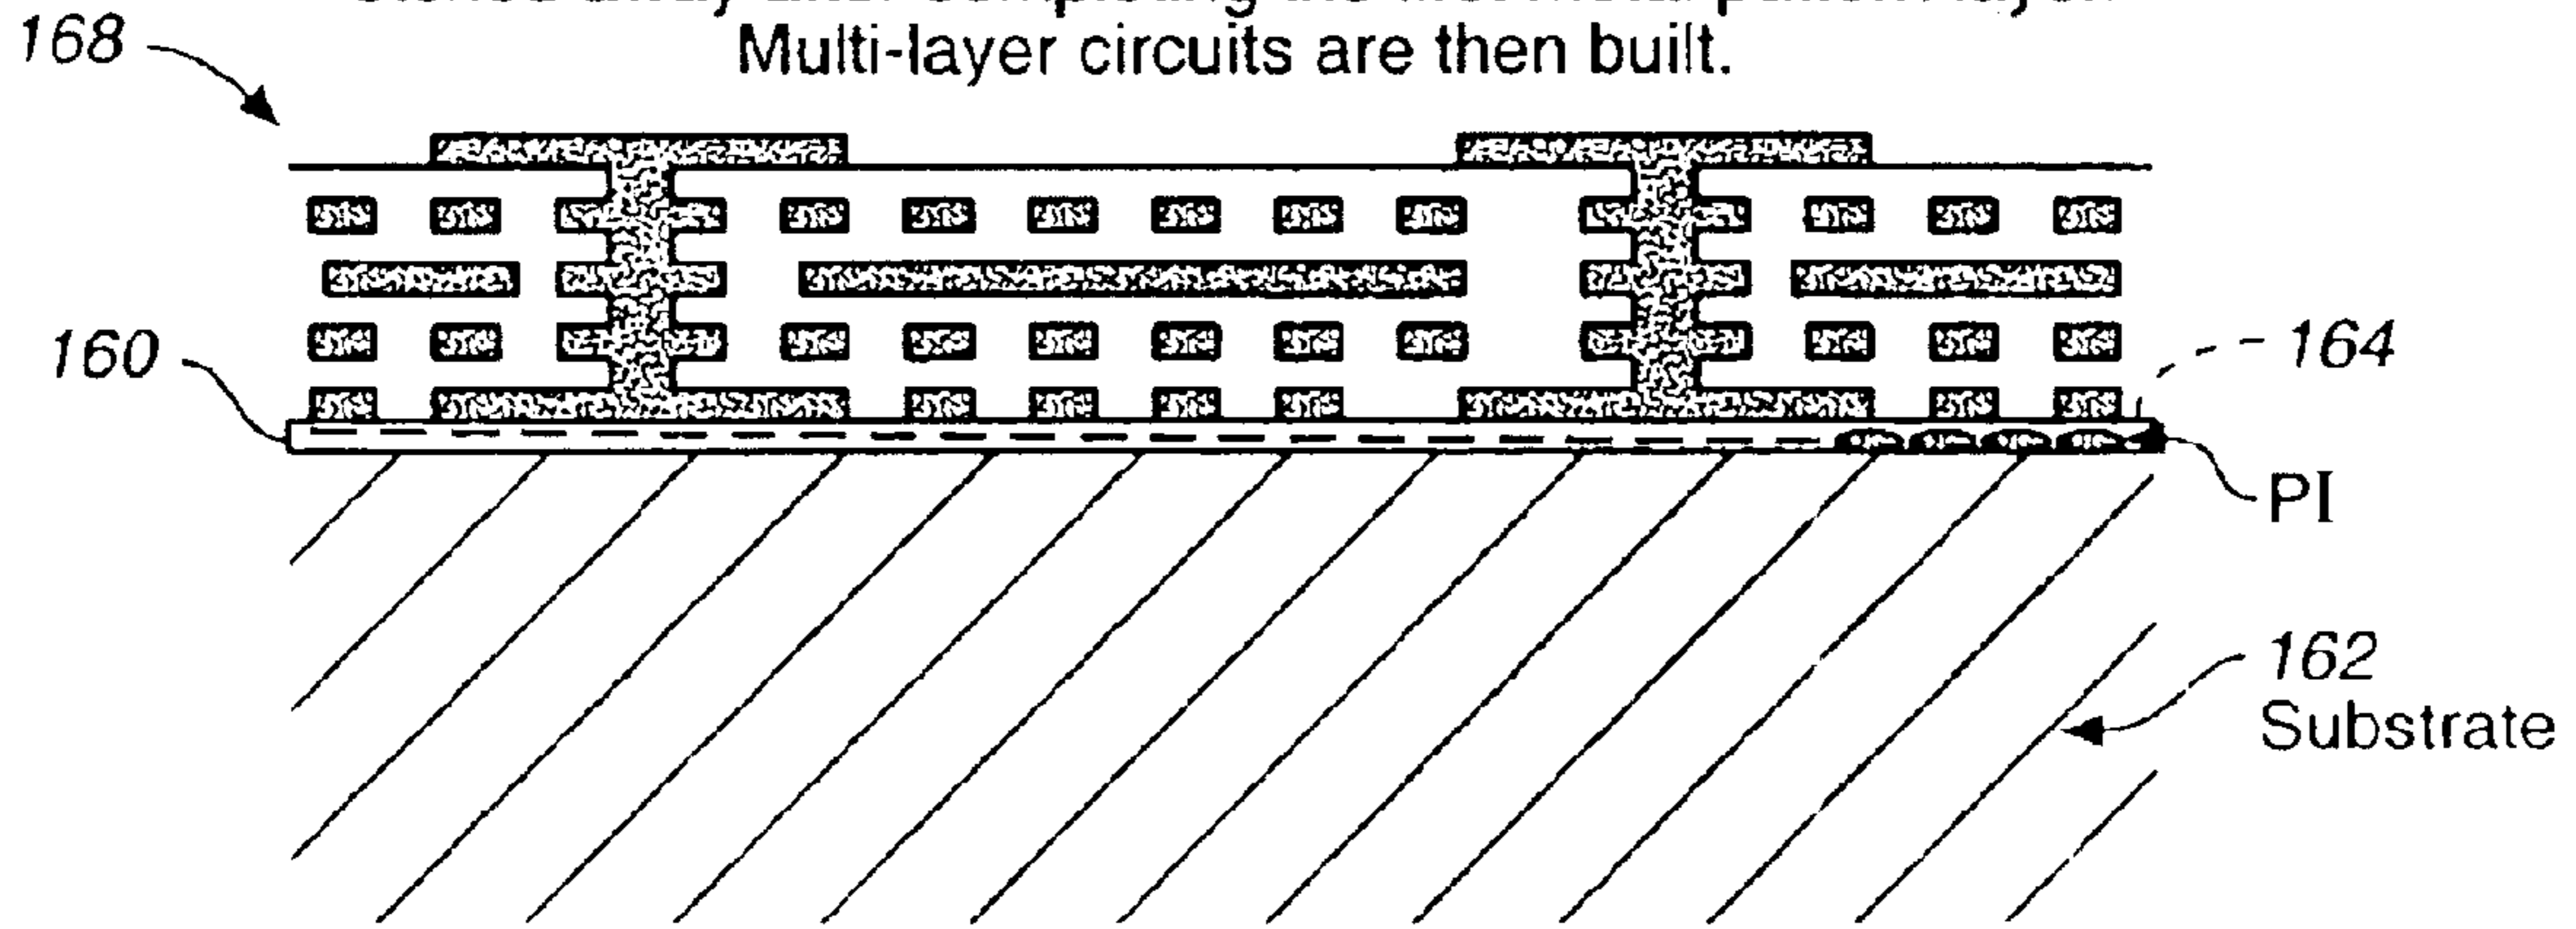 Multi-layer circuits are then built.
168
160
164
PI
162
Substrate